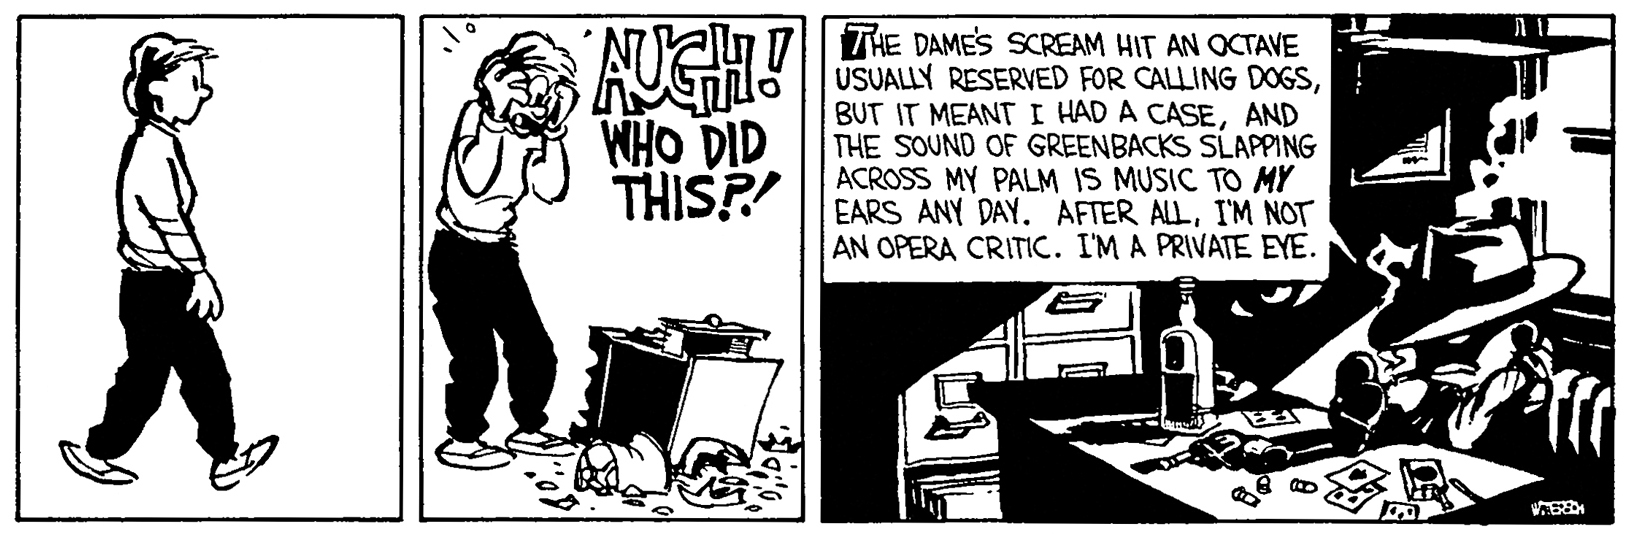 AUGH!
WHO DID
THIS?!
THE DAME'S SCREAM HIT AN OCTAVE
USUALLY RESERVED FOR CALLING DOGS,
BUT IT MEANT I HAD A CASE, AND
THE SOUND OF GREENBACKS SLAPPING
ACROSS MY PALM IS MUSIC TO MY
EARS ANY DAY. AFTER ALL, I'M NOT
AN OPERA CRITIC. I'M A PRIVATE EYE.
WATTERSON